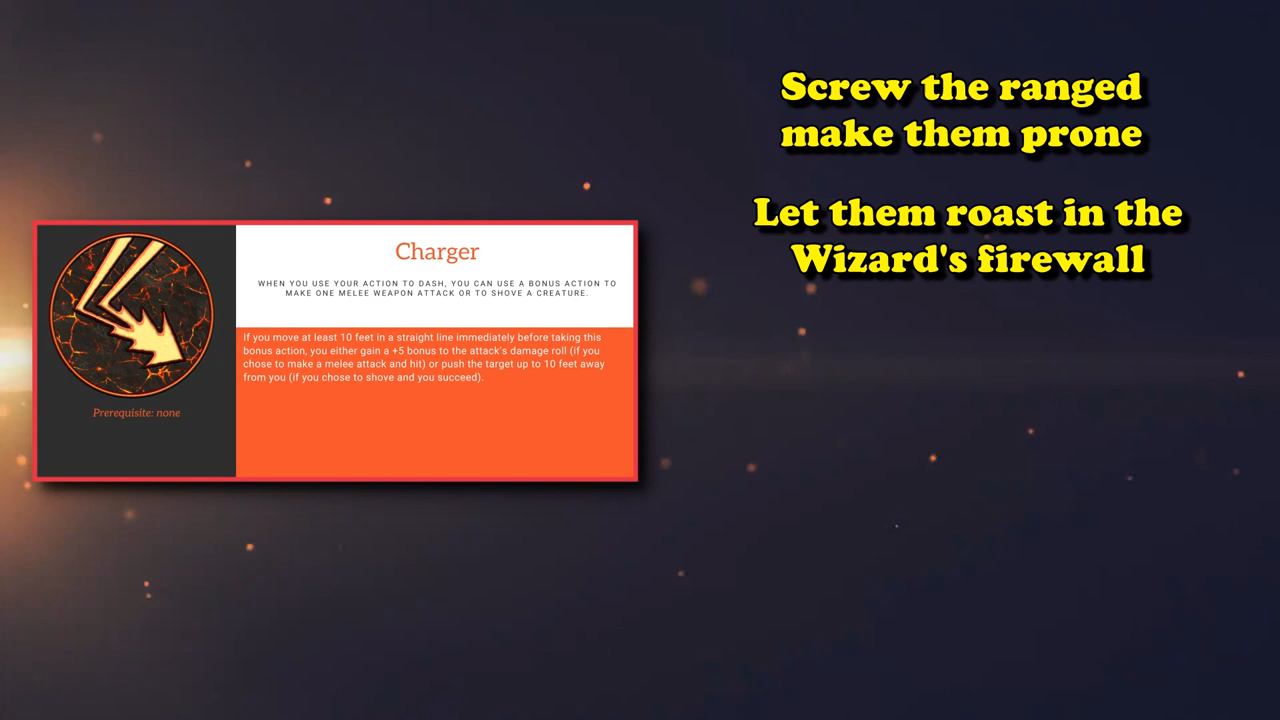 Screw the ranged
make them prone
Let them roast in the
Wizard's firewall
Charger
WHEN YOU USE YOUR ACTION TO DASH, YOU CAN USE A BONUS ACTION TO
MAKE ONE MELEE WEAPON ATTACK OR TO SHOVE A CREATURE.
If you move at least 10 feet in a straight line immediately before taking this
bonus action, you either gain a +5 bonus to the attack's damage roll (if you
chose to make a melee attack and hit) or push the target up to 10 feet away
from you (if you chose to shove and you succeed).
Prerequisite: none